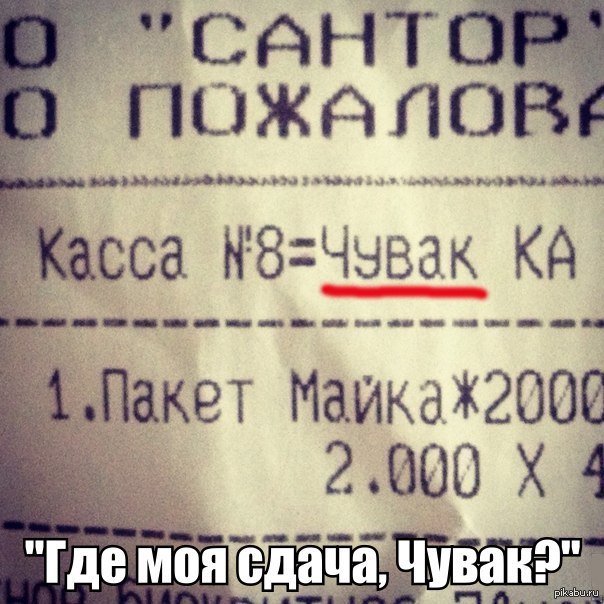 О "САНТОР"
О ПОЖАЛОВА
Касса №8=Чувак КА
1.Пакет Майка*2000
2.000 X 4
"Где моя сдача, Чувак?"
pikabu.ru